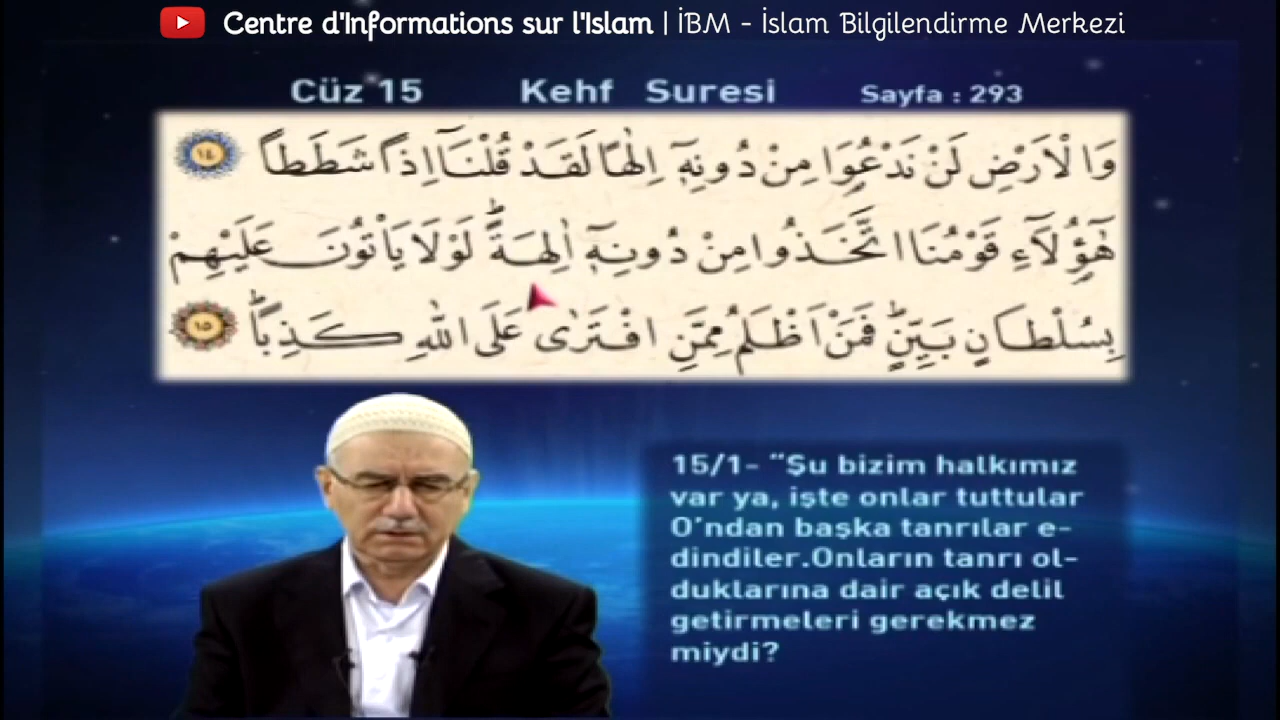 Centre d'Informations sur l'Islam | İBM - İslam Bilgilendirme Merkezi
Cüz 15 Kehf Suresi Sayfa : 293
وَالْاَرْضِ لَنْ نَدْعُوَا مِنْ دُونِه۪ٓ اِلٰهًا لَقَدْ قُلْنَٓا اِذًا شَطَطًا ١٤
هٰٓؤُ۬لَٓاءِ قَوْمُنَا اتَّخَذُوا مِنْ دُونِه۪ٓ اٰلِهَةًۜ لَوْلَا يَأْتُونَ عَلَيْهِمْ
بِسُلْطَانٍ بَيِّنٍۜ فَمَنْ اَظْلَمُ مِمَّنِ افْتَرٰى عَلَى اللّٰهِ كَذِبًاۜ ١٥
15/1- “Şu bizim halkımız
var ya, işte onlar tuttular
O’ndan başka tanrılar e-
dindiler.Onların tanrı ol-
duklarına dair açık delil
getirmeleri gerekmez
miydi?